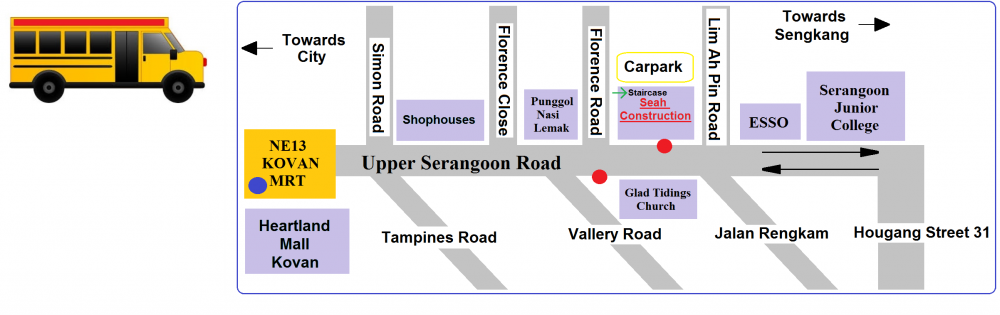 Towards
City
Towards
Sengkang
Simon Road
Florence Close
Florence Road
Lim Ah Pin Road
Carpark
Staircase
Seah
Construction
Shophouses
Punggol
Nasi
Lemak
ESSO
Serangoon
Junior
College
NE13
KOVAN
MRT
Upper Serangoon Road
Glad Tidings
Church
Heartland
Mall
Kovan
Tampines Road
Vallery Road
Jalan Rengkam
Hougang Street 31